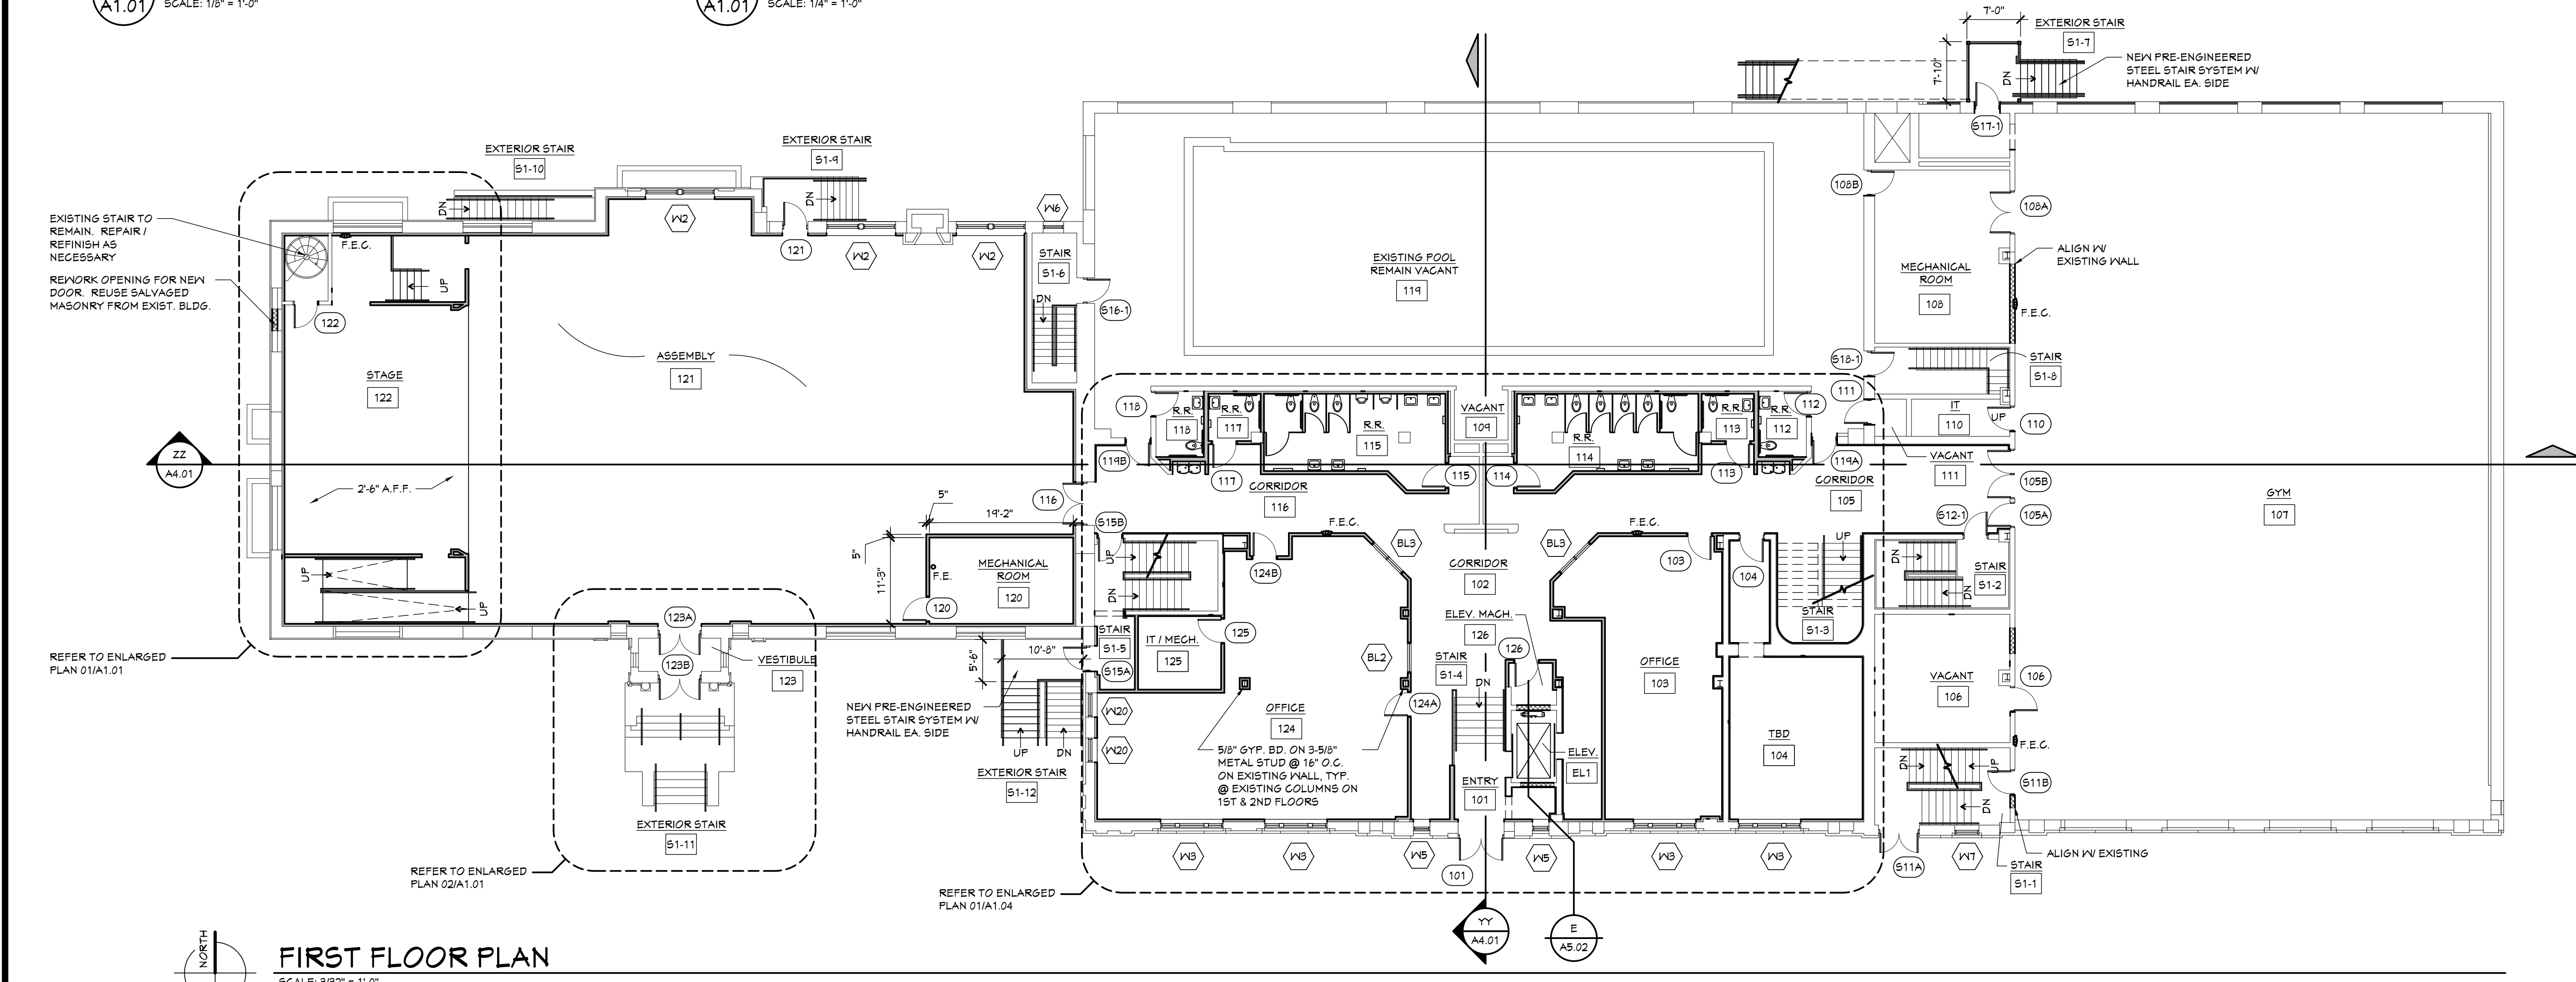 A1.01
SCALE: 1/8" = 1'-0"
A1.01
SCALE: 1/4" = 1'-0"
7'-0"
EXTERIOR STAIR
S1-7
7'-10"
DN
NEW PRE-ENGINEERED
STEEL STAIR SYSTEM W/
HANDRAIL EA. SIDE
S17-1
EXTERIOR STAIR
S1-10
DN
EXTERIOR STAIR
S1-9
DN
W2
121
W2
W2
W6
EXISTING STAIR TO
REMAIN. REPAIR /
REFINISH AS
NECESSARY
REWORK OPENING FOR NEW
DOOR. REUSE SALVAGED
MASONRY FROM EXIST. BLDG.
F.E.C.
UP
122
STAGE
122
2'-6" A.F.F.
UP
UP
ASSEMBLY
121
STAIR
S1-6
DN
S16-1
EXISTING POOL
REMAIN VACANT
119
108B
108A
ALIGN W/
EXISTING WALL
MECHANICAL
ROOM
108
F.E.C.
S18-1
STAIR
S1-8
111
IT
110
UP
110
118
R.R.
118
R.R.
117
R.R.
115
VACANT
109
R.R.
114
R.R.
113
R.R.
112
112
119B
117
115
114
113
119A
VACANT
111
ZZ
A4.01
116
CORRIDOR
116
CORRIDOR
105
105B
105A
GYM
107
5"
19'-2"
5"
11'-3"
MECHANICAL
ROOM
120
F.E.
120
S15B
UP
DN
F.E.C.
124B
BL3
BL3
F.E.C.
103
104
UP
STAIR
S1-3
S12-1
DN
DN
STAIR
S1-2
CORRIDOR
102
ELEV. MACH.
126
126
STAIR
S1-4
DN
STAIR
S1-5
S15A
IT / MECH.
125
125
BL2
OFFICE
103
VACANT
106
106
REFER TO ENLARGED
PLAN 01/A1.01
123A
123B
VESTIBULE
123
10'-8"
5'-6"
NEW PRE-ENGINEERED
STEEL STAIR SYSTEM W/
HANDRAIL EA. SIDE
UP
DN
EXTERIOR STAIR
S1-12
W20
W20
OFFICE
124
124A
5/8" GYP. BD. ON 3-5/8"
METAL STUD @ 16" O.C.
ON EXISTING WALL, TYP.
@ EXISTING COLUMNS ON
1ST & 2ND FLOORS
ELEV.
EL1
ENTRY
101
TBD
104
F.E.C.
DN
UP
DN
S11B
EXTERIOR STAIR
S1-11
REFER TO ENLARGED
PLAN 02/A1.01
W3
W3
W5
101
W5
W3
W3
S11A
W7
ALIGN W/ EXISTING
STAIR
S1-1
REFER TO ENLARGED
PLAN 01/A1.04
YY
A4.01
E
A5.02
NORTH
FIRST FLOOR PLAN
SCALE: 3/32" = 1'-0"